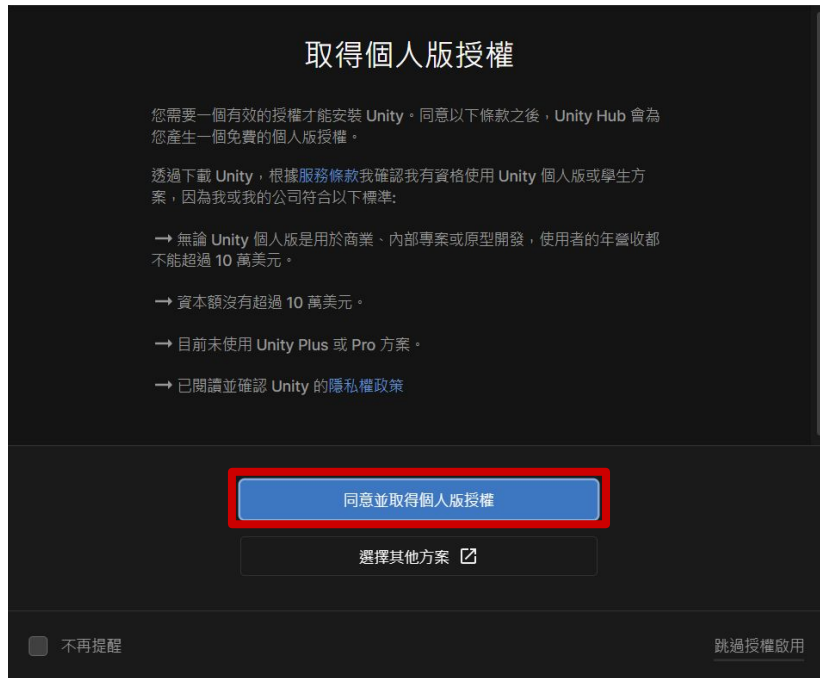 取得個人版授權
您需要一個有效的授權才能安裝 Unity。同意以下條款之後，Unity Hub 會為
您產生一個免費的個人版授權。
透過下載 Unity，根據服務條款我確認我有資格使用 Unity 個人版或學生方
案，因為我或我的公司符合以下標準:
→ 無論 Unity 個人版是用於商業、內部專案或原型開發，使用者的年營收都
不能超過 10 萬美元。
→ 資本額沒有超過 10 萬美元。
→ 目前未使用 Unity Plus 或 Pro 方案。
→ 已閱讀並確認 Unity 的隱私權政策
同意並取得個人版授權
選擇其他方案
不再提醒
跳過授權啟用